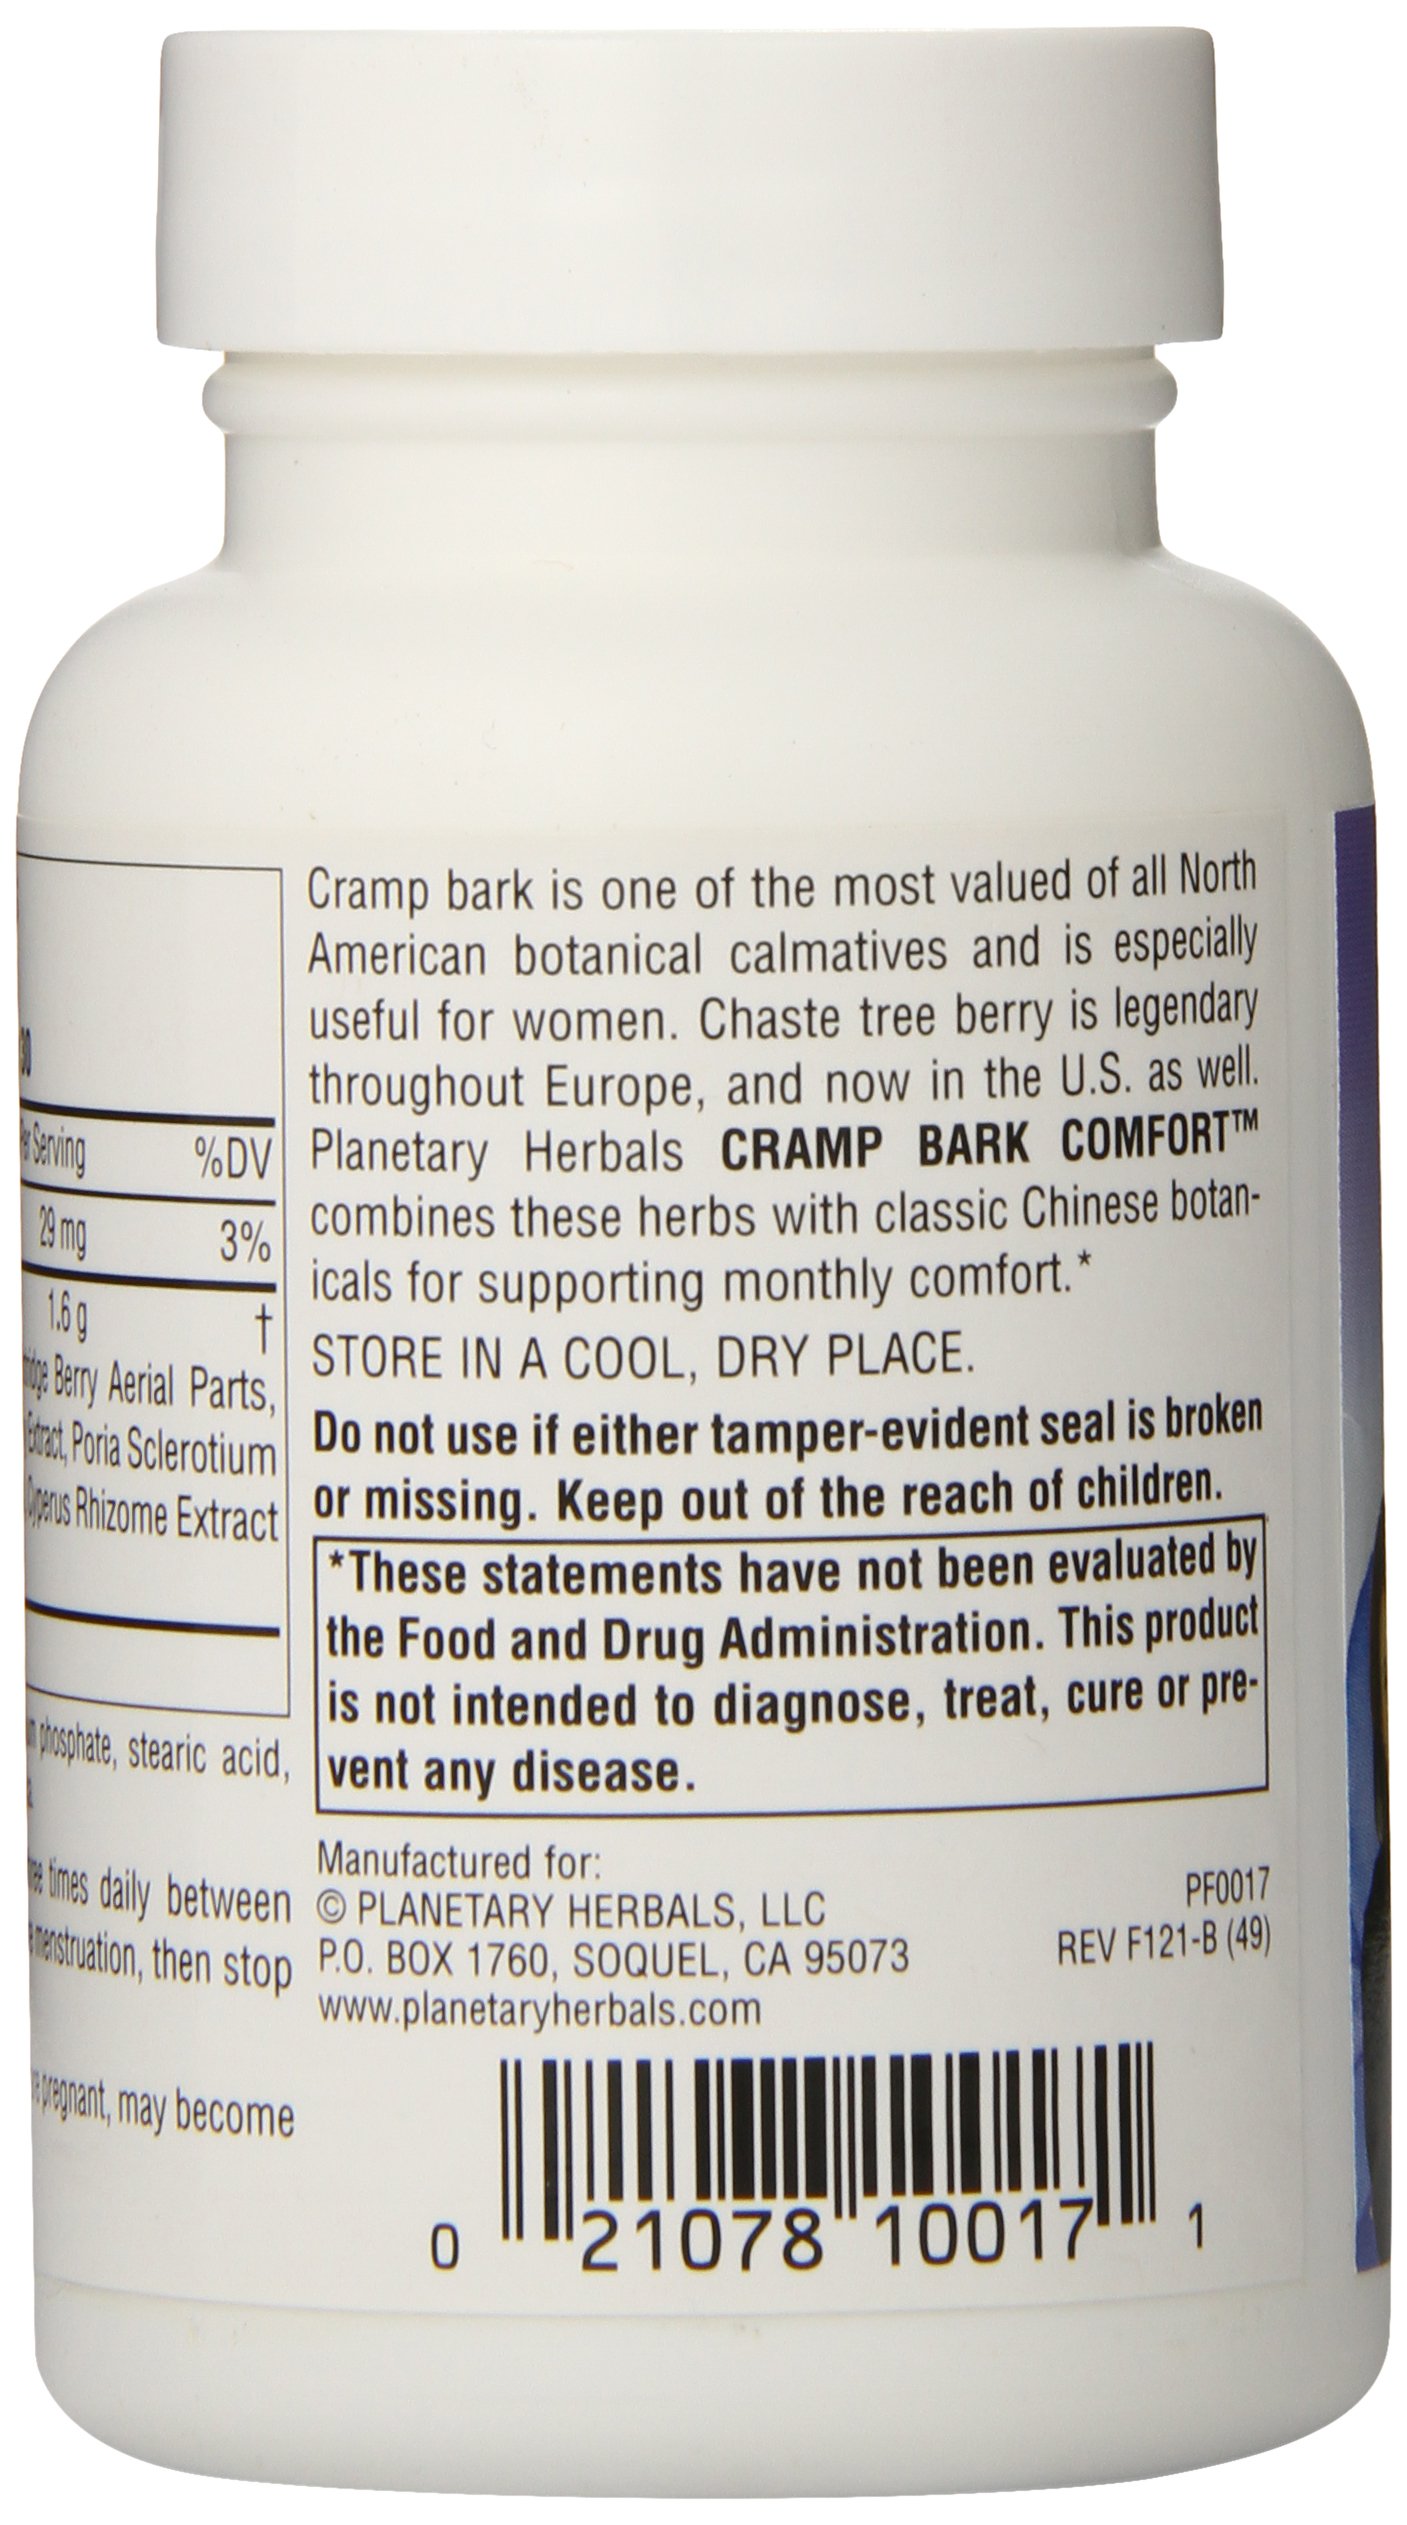 30
Per Serving %DV
29 mg 3%
1.6 g †
Berry Aerial Parts,
Extract, Poria Sclerotium
Cyperus Rhizome Extract
phosphate, stearic acid,
times daily between
menstruation, then stop
pregnant, may become
Cramp bark is one of the most valued of all North
American botanical calmatives and is especially
useful for women. Chaste tree berry is legendary
throughout Europe, and now in the U.S. as well.
Planetary Herbals CRAMP BARK COMFORT™
combines these herbs with classic Chinese botan-
icals for supporting monthly comfort.*
STORE IN A COOL, DRY PLACE.
Do not use if either tamper-evident seal is broken
or missing. Keep out of the reach of children.
*These statements have not been evaluated by
the Food and Drug Administration. This product
is not intended to diagnose, treat, cure or pre-
vent any disease.
Manufactured for:
© PLANETARY HERBALS, LLC
P.O. BOX 1760, SOQUEL, CA 95073
www.planetaryherbals.com
PF0017
REV F121-B (49)
0 21078 10017 1